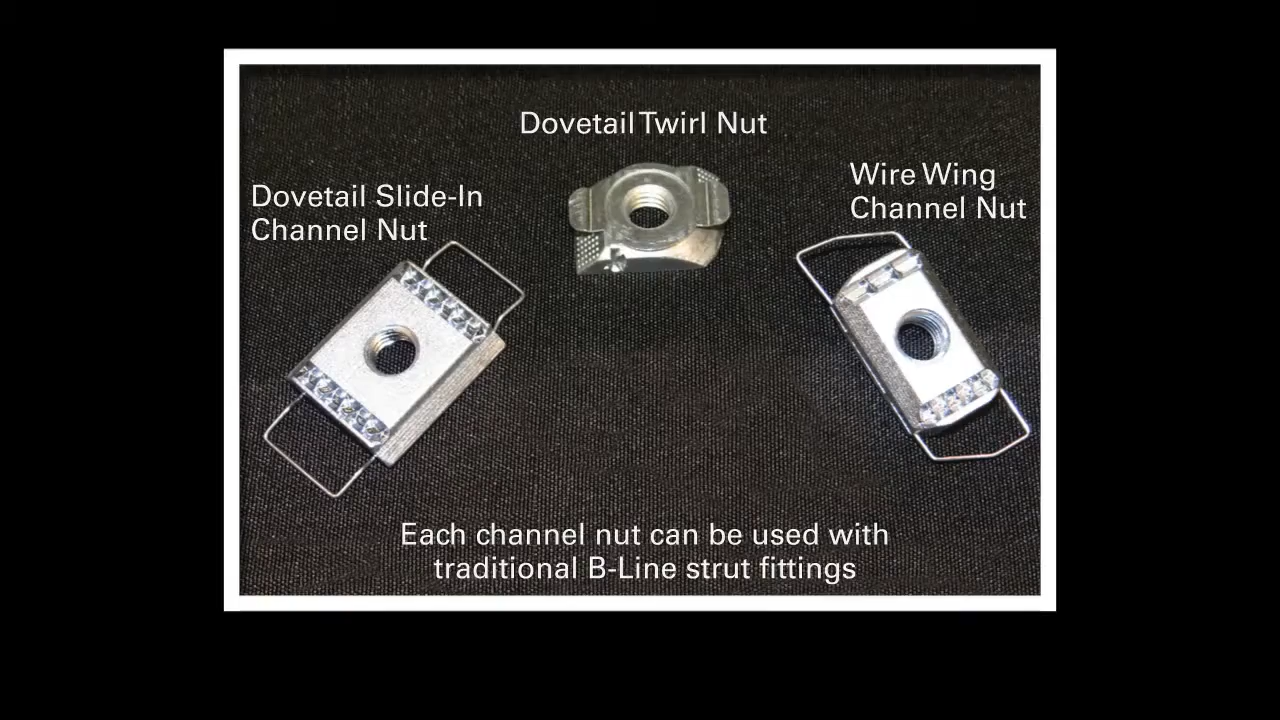 Dovetail Twirl Nut
Dovetail Slide-In
Channel Nut
Wire Wing
Channel Nut
Each channel nut can be used with
traditional B-Line strut fittings